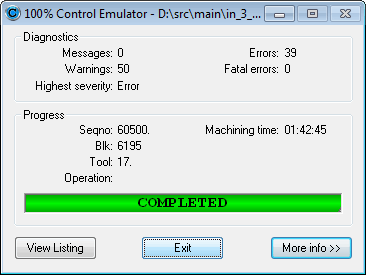 100% Control Emulator - D:\src\main\in_3_...
Diagnostics
Messages: 0 Errors: 39
Warnings: 50 Fatal errors: 0
Highest severity: Error
Progress
Seqno: 60500. Machining time: 01:42:45
Blk: 6195
Tool: 17.
Operation:
COMPLETED
View Listing Exit More info >>